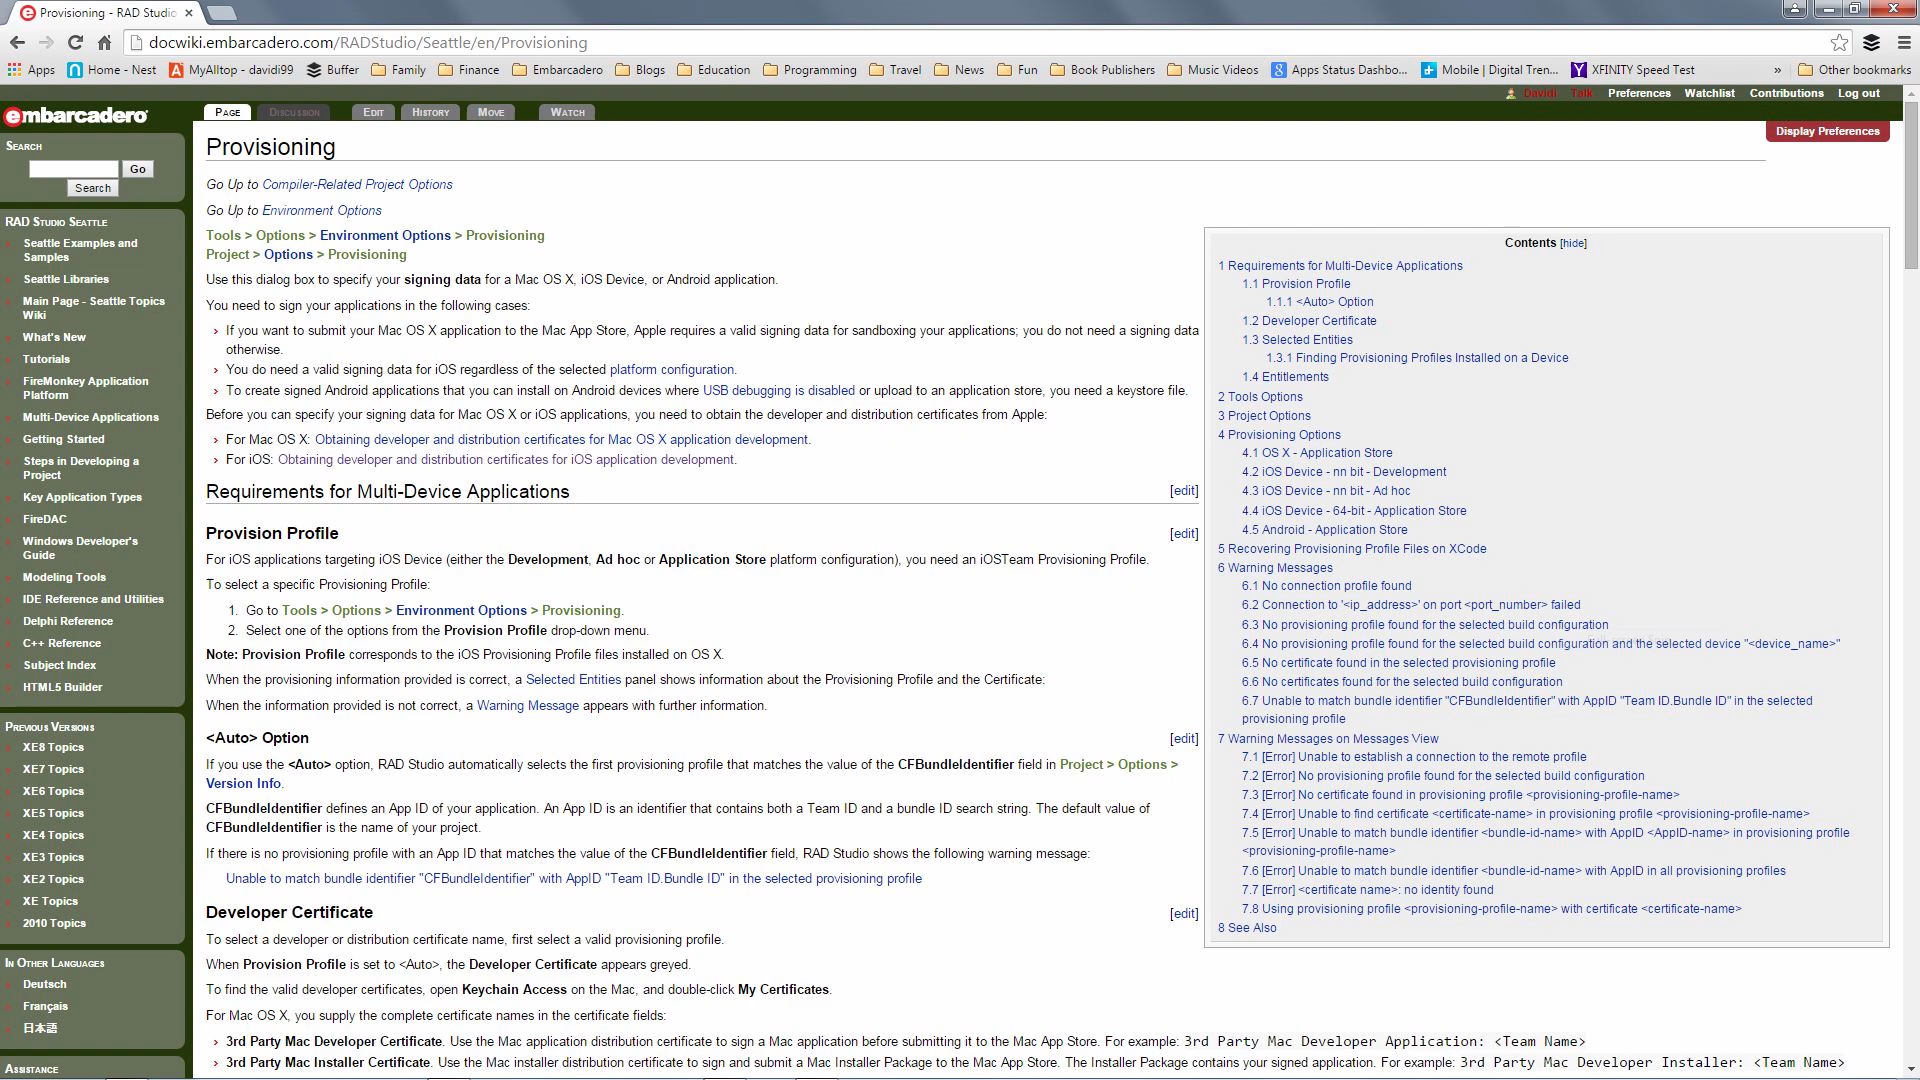 Provisioning - RAD Studio
docwiki.embarcadero.com/RADStudio/Seattle/en/Provisioning
Apps Home - Nest MyAlltop - davidi99 Buffer Family Finance Embarcadero Blogs Education Programming Travel News Fun Book Publishers Music Videos Apps Status Dashbo... Mobile | Digital Tren... XFINITY Speed Test » Other bookmarks
Davidi Talk Preferences Watchlist Contributions Log out
embarcadero
Page Discussion Edit History Move Watch
Display Preferences
Search
Go
Search
RAD Studio Seattle
Seattle Examples and
Samples
Seattle Libraries
Main Page - Seattle Topics
Wiki
What's New
Tutorials
FireMonkey Application
Platform
Multi-Device Applications
Getting Started
Steps in Developing a
Project
Key Application Types
FireDAC
Windows Developer's
Guide
Modeling Tools
IDE Reference and Utilities
Delphi Reference
C++ Reference
Subject Index
HTML5 Builder
Previous Versions
XE8 Topics
XE7 Topics
XE6 Topics
XE5 Topics
XE4 Topics
XE3 Topics
XE2 Topics
XE Topics
2010 Topics
In Other Languages
Deutsch
Français
日本語
Assistance
Provisioning
Go Up to Compiler-Related Project Options
Go Up to Environment Options
Tools > Options > Environment Options > Provisioning
Project > Options > Provisioning
Use this dialog box to specify your signing data for a Mac OS X, iOS Device, or Android application.
You need to sign your applications in the following cases:
› If you want to submit your Mac OS X application to the Mac App Store, Apple requires a valid signing data for sandboxing your applications; you do not need a signing data
otherwise.
› You do need a valid signing data for iOS regardless of the selected platform configuration.
› To create signed Android applications that you can install on Android devices where USB debugging is disabled or upload to an application store, you need a keystore file.
Before you can specify your signing data for Mac OS X or iOS applications, you need to obtain the developer and distribution certificates from Apple:
› For Mac OS X: Obtaining developer and distribution certificates for Mac OS X application development.
› For iOS: Obtaining developer and distribution certificates for iOS application development.
Requirements for Multi-Device Applications [edit]
Provision Profile [edit]
For iOS applications targeting iOS Device (either the Development, Ad hoc or Application Store platform configuration), you need an iOSTeam Provisioning Profile.
To select a specific Provisioning Profile:
1. Go to Tools > Options > Environment Options > Provisioning.
2. Select one of the options from the Provision Profile drop-down menu.
Note: Provision Profile corresponds to the iOS Provisioning Profile files installed on OS X.
When the provisioning information provided is correct, a Selected Entities panel shows information about the Provisioning Profile and the Certificate:
When the information provided is not correct, a Warning Message appears with further information.
<Auto> Option [edit]
If you use the <Auto> option, RAD Studio automatically selects the first provisioning profile that matches the value of the CFBundleIdentifier field in Project > Options >
Version Info.
CFBundleIdentifier defines an App ID of your application. An App ID is an identifier that contains both a Team ID and a bundle ID search string. The default value of
CFBundleIdentifier is the name of your project.
If there is no provisioning profile with an App ID that matches the value of the CFBundleIdentifier field, RAD Studio shows the following warning message:
Unable to match bundle identifier "CFBundleIdentifier" with AppID "Team ID.Bundle ID" in the selected provisioning profile
Developer Certificate [edit]
To select a developer or distribution certificate name, first select a valid provisioning profile.
When Provision Profile is set to <Auto>, the Developer Certificate appears greyed.
To find the valid developer certificates, open Keychain Access on the Mac, and double-click My Certificates.
For Mac OS X, you supply the complete certificate names in the certificate fields:
› 3rd Party Mac Developer Certificate. Use the Mac application distribution certificate to sign a Mac application before submitting it to the Mac App Store. For example: 3rd Party Mac Developer Application: <Team Name>
› 3rd Party Mac Installer Certificate. Use the Mac installer distribution certificate to sign and submit a Mac Installer Package to the Mac App Store. The Installer Package contains your signed application. For example: 3rd Party Mac Developer Installer: <Team Name>
Contents [hide]
1 Requirements for Multi-Device Applications
1.1 Provision Profile
1.1.1 <Auto> Option
1.2 Developer Certificate
1.3 Selected Entities
1.3.1 Finding Provisioning Profiles Installed on a Device
1.4 Entitlements
2 Tools Options
3 Project Options
4 Provisioning Options
4.1 OS X - Application Store
4.2 iOS Device - nn bit - Development
4.3 iOS Device - nn bit - Ad hoc
4.4 iOS Device - 64-bit - Application Store
4.5 Android - Application Store
5 Recovering Provisioning Profile Files on XCode
6 Warning Messages
6.1 No connection profile found
6.2 Connection to '<ip_address>' on port <port_number> failed
6.3 No provisioning profile found for the selected build configuration
6.4 No provisioning profile found for the selected build configuration and the selected device "<device_name>"
6.5 No certificate found in the selected provisioning profile
6.6 No certificates found for the selected build configuration
6.7 Unable to match bundle identifier "CFBundleIdentifier" with AppID "Team ID.Bundle ID" in the selected
provisioning profile
7 Warning Messages on Messages View
7.1 [Error] Unable to establish a connection to the remote profile
7.2 [Error] No provisioning profile found for the selected build configuration
7.3 [Error] No certificate found in provisioning profile <provisioning-profile-name>
7.4 [Error] Unable to find certificate <certificate-name> in provisioning profile <provisioning-profile-name>
7.5 [Error] Unable to match bundle identifier <bundle-id-name> with AppID <AppID-name> in provisioning profile
<provisioning-profile-name>
7.6 [Error] Unable to match bundle identifier <bundle-id-name> with AppID in all provisioning profiles
7.7 [Error] <certificate name>: no identity found
7.8 Using provisioning profile <provisioning-profile-name> with certificate <certificate-name>
8 See Also